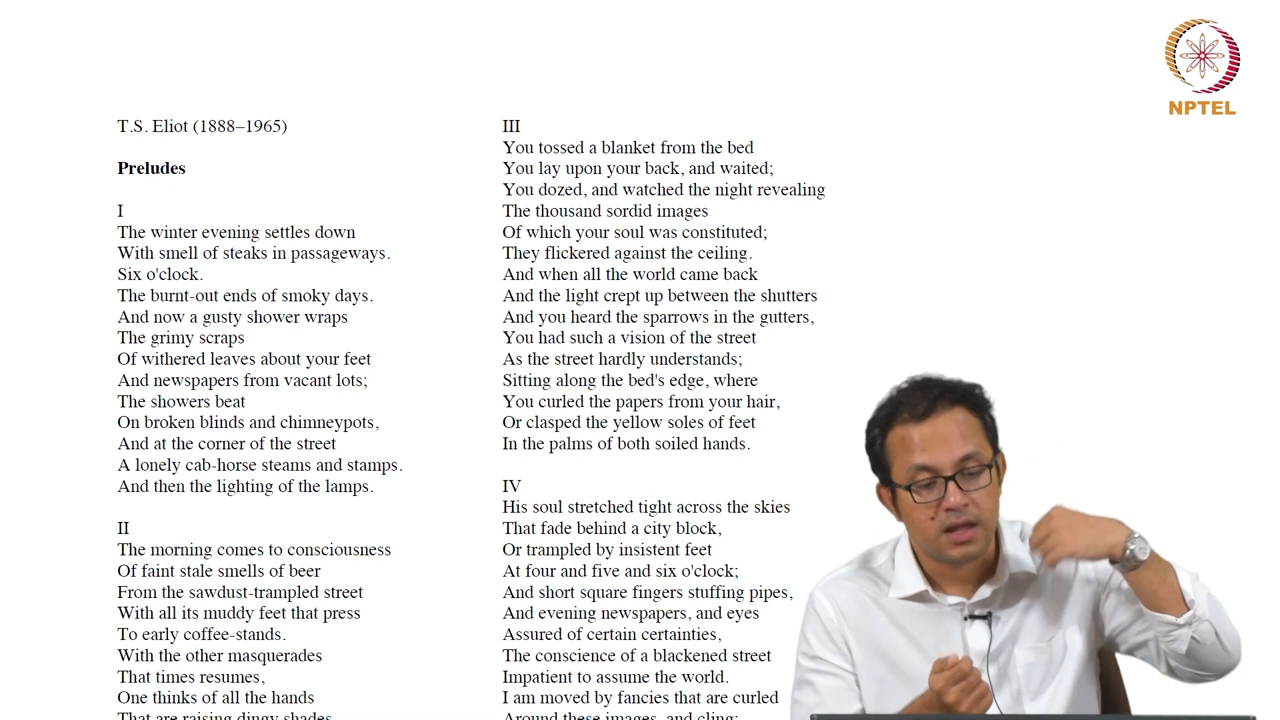 NPTEL
T.S. Eliot (1888–1965)
Preludes
I
The winter evening settles down
With smell of steaks in passageways.
Six o'clock.
The burnt-out ends of smoky days.
And now a gusty shower wraps
The grimy scraps
Of withered leaves about your feet
And newspapers from vacant lots;
The showers beat
On broken blinds and chimneypots,
And at the corner of the street
A lonely cab-horse steams and stamps.
And then the lighting of the lamps.
II
The morning comes to consciousness
Of faint stale smells of beer
From the sawdust-trampled street
With all its muddy feet that press
To early coffee-stands.
With the other masquerades
That times resumes,
One thinks of all the hands
That are raising dingy shades
III
You tossed a blanket from the bed
You lay upon your back, and waited;
You dozed, and watched the night revealing
The thousand sordid images
Of which your soul was constituted;
They flickered against the ceiling.
And when all the world came back
And the light crept up between the shutters
And you heard the sparrows in the gutters,
You had such a vision of the street
As the street hardly understands;
Sitting along the bed's edge, where
You curled the papers from your hair,
Or clasped the yellow soles of feet
In the palms of both soiled hands.
IV
His soul stretched tight across the skies
That fade behind a city block,
Or trampled by insistent feet
At four and five and six o'clock;
And short square fingers stuffing pipes,
And evening newspapers, and eyes
Assured of certain certainties,
The conscience of a blackened street
Impatient to assume the world.
I am moved by fancies that are curled
Around these images, and cling: